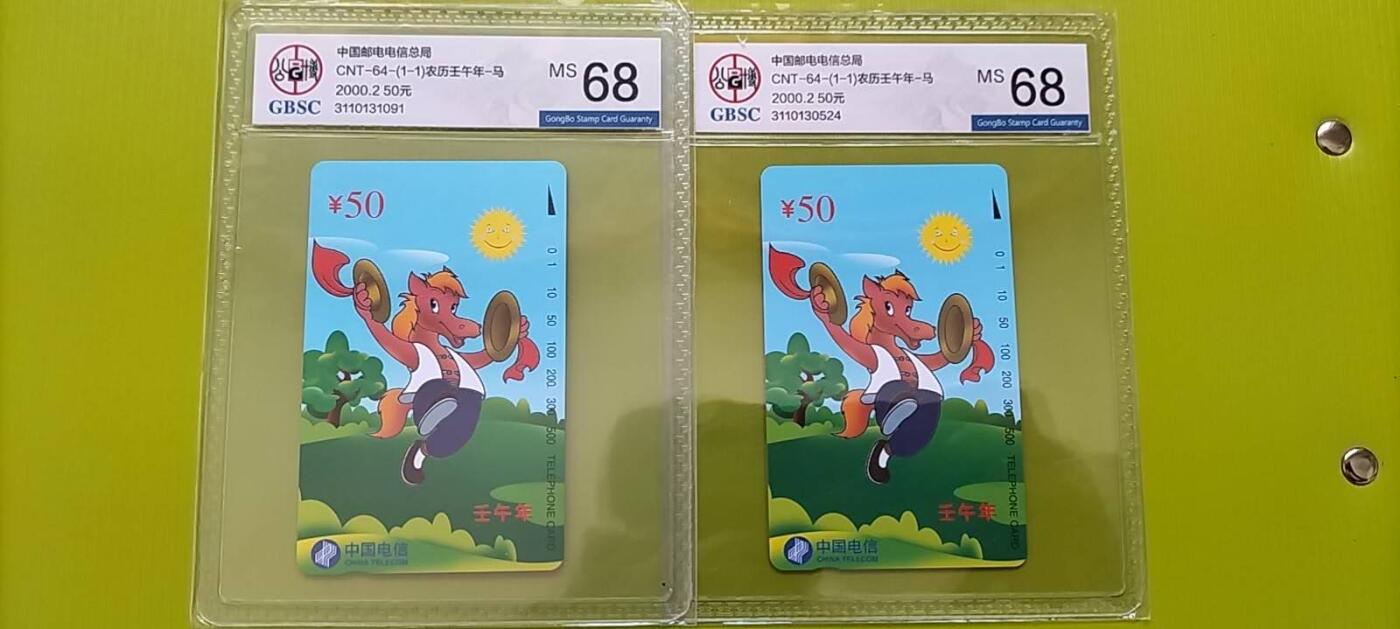 中国邮电电信总局
CNT-64-(1-1)农历壬午年-马
2000.2 50元
3110131091
GBSC
MS 68
GongBo Stamp Card Guaranty
中国邮电电信总局
CNT-64-(1-1)农历壬午年-马
2000.2 50元
3110130524
GBSC
MS 68
GongBo Stamp Card Guaranty
¥50
0 1 10 50 100 200 300 500 TELEPHONE CARD
壬午年
中国电信
CHINA TELECOM
¥50
0 1 10 50 100 200 300 500 TELEPHONE CARD
壬午年
中国电信
CHINA TELECOM